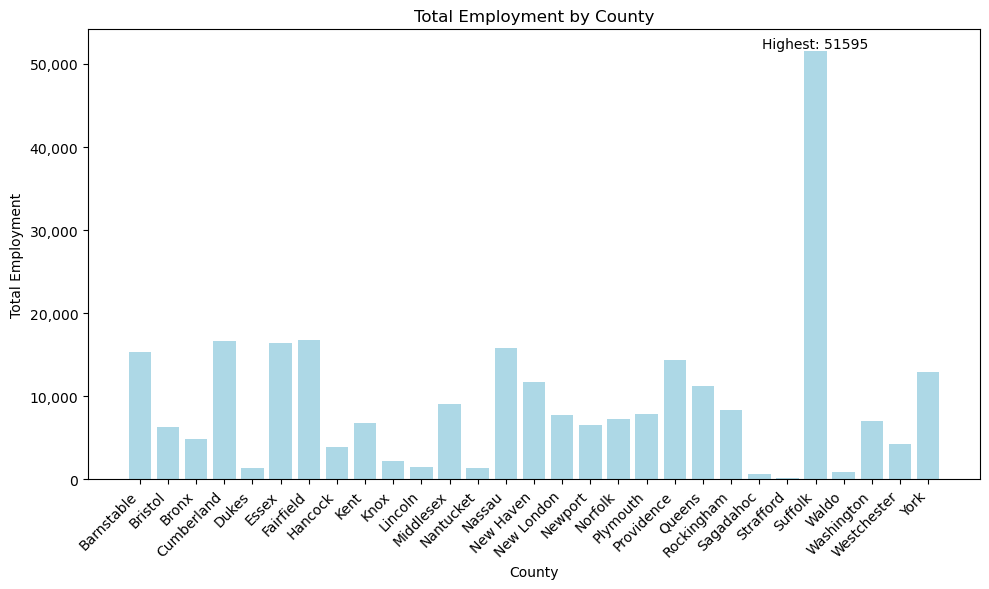 Total Employment by County
Highest: 51595
Total Employment
50,000
40,000
30,000
20,000
10,000
0
Barnstable
Bristol
Bronx
Cumberland
Dukes
Essex
Fairfield
Hancock
Kent
Knox
Lincoln
Middlesex
Nantucket
Nassau
New Haven
New London
Newport
Norfolk
Plymouth
Providence
Queens
Rockingham
Sagadahoc
Strafford
Suffolk
Waldo
Washington
Westchester
York
County